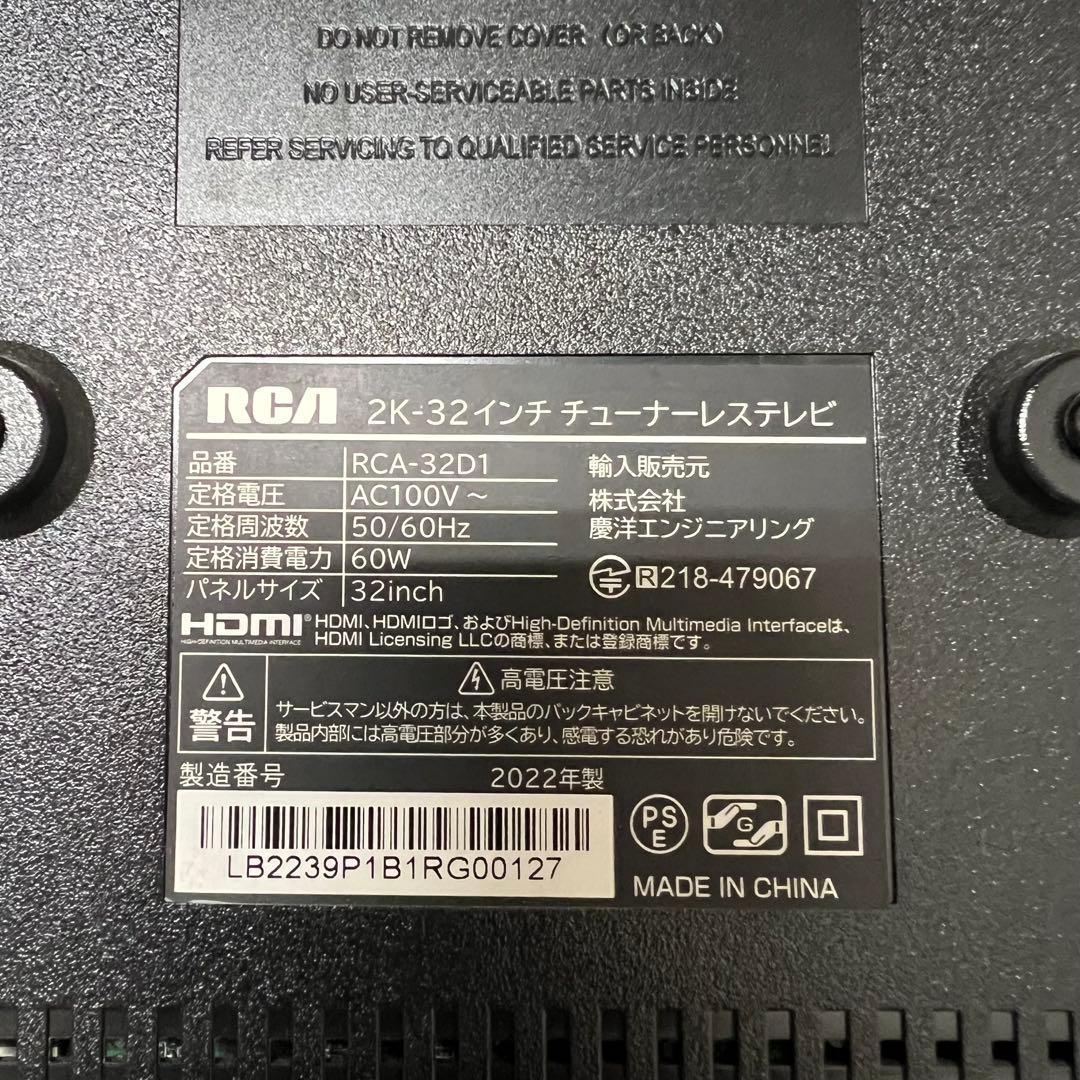 DO NOT REMOVE COVER (OR BACK)
NO USER-SERVICEABLE PARTS INSIDE
REFER SERVICING TO QUALIFIED SERVICE PERSONNEL
RCA 2K-32インチ チューナーレステレビ
品番 RCA-32D1
定格電圧 AC100V～
定格周波数 50/60Hz
定格消費電力 60W
パネルサイズ 32inch
輸入販売元
株式会社
慶洋エンジニアリング
R 218-479067
HDMI®
HIGH-DEFINITION MULTIMEDIA INTERFACE
HDMI、HDMIロゴ、およびHigh-Definition Multimedia Interfaceは、
HDMI Licensing LLCの商標、または登録商標です。
警告
高電圧注意
サービスマン以外の方は、本製品のバックキャビネットを開けないでください。
製品内部には高電圧部分が多くあり、感電する恐れがあり危険です。
製造番号 2022年製
LB2239P1B1RG00127
PS
E
G
MADE IN CHINA